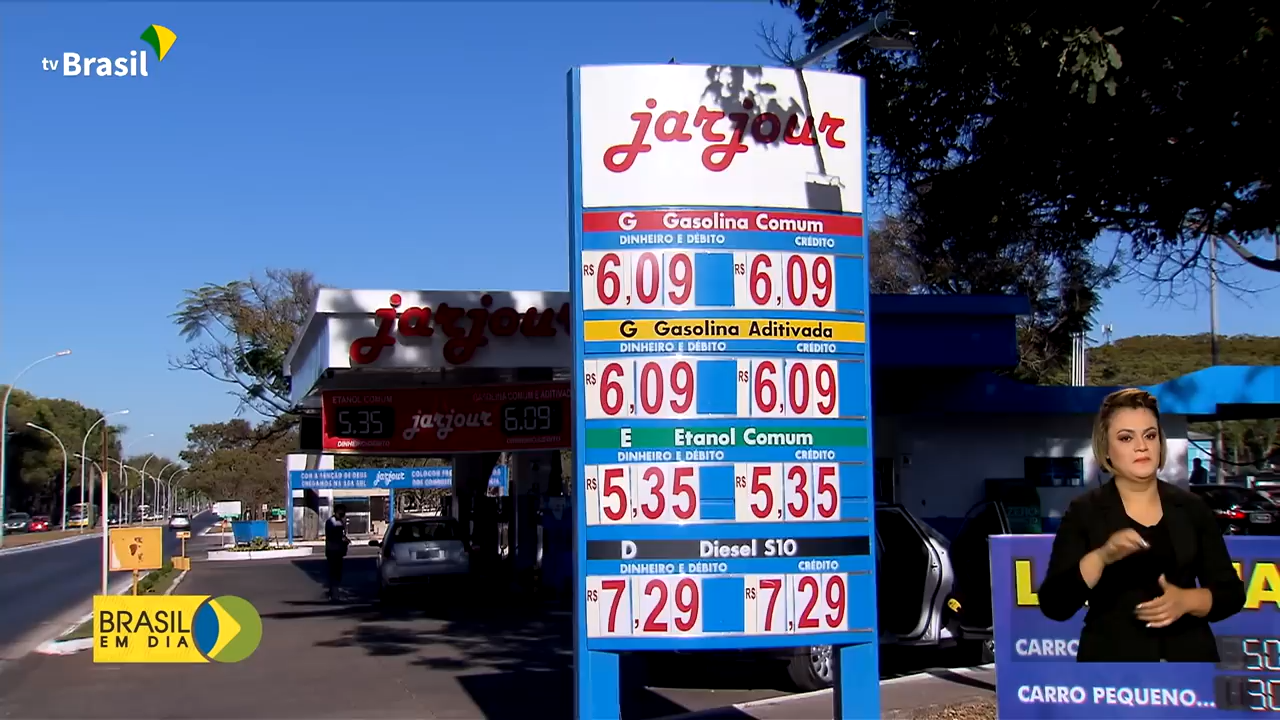 tv Brasil
jarjour
G Gasolina Comum
DINHEIRO E DÉBITO CRÉDITO
R$ 6,09 R$ 6,09
G Gasolina Aditivada
DINHEIRO E DÉBITO CRÉDITO
R$ 6,09 R$ 6,09
E Etanol Comum
DINHEIRO E DÉBITO CRÉDITO
R$ 5,35 R$ 5,35
D Diesel S10
DINHEIRO E DÉBITO CRÉDITO
R$ 7,29 R$ 7,29
jarjour
ETANOL COMUM
5.35 jarjour 6.09
jarjour
BRASIL
EM DIA
CARRO PEQUENO...